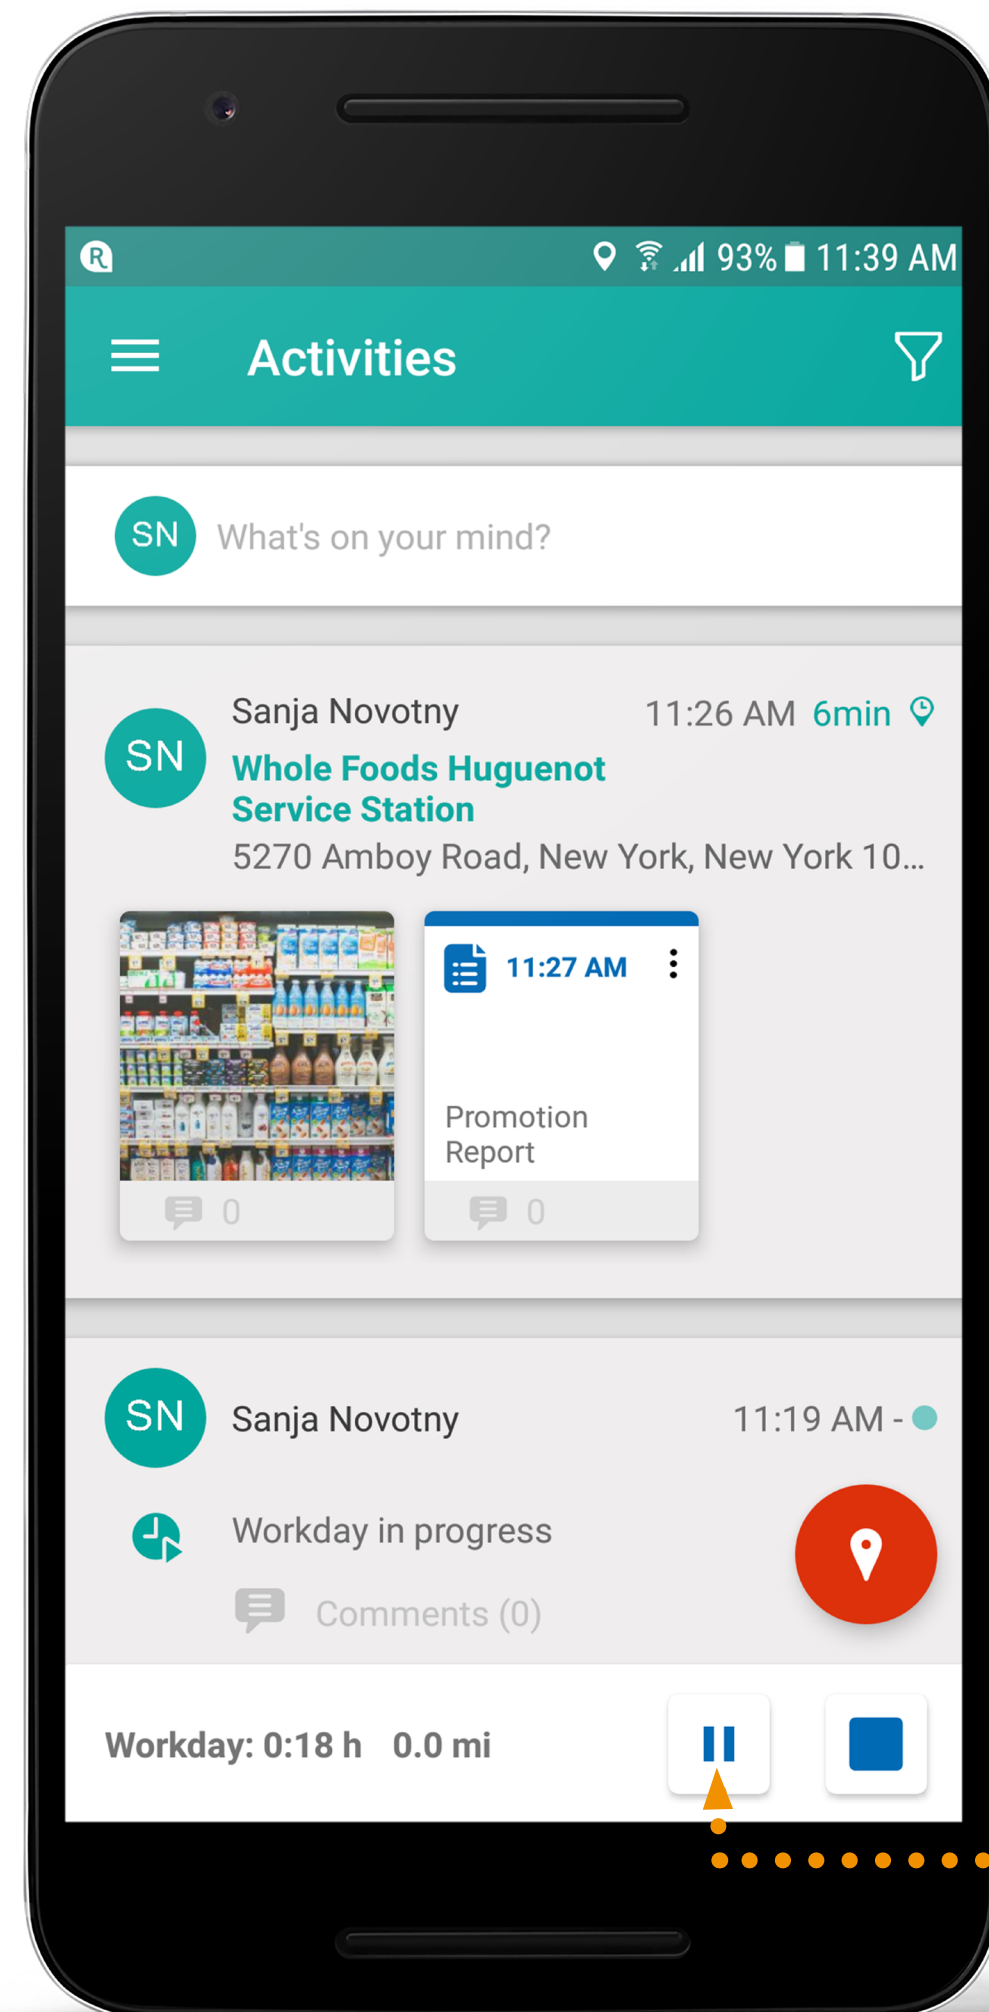 R
93% 11:39 AM
Activities
SN What's on your mind?
SN
Sanja Novotny 11:26 AM 6min
Whole Foods Huguenot
Service Station
5270 Amboy Road, New York, New York 10...
11:27 AM
Promotion
Report
0 0
SN Sanja Novotny 11:19 AM -
Workday in progress
Comments (0)
Workday: 0:18 h 0.0 mi